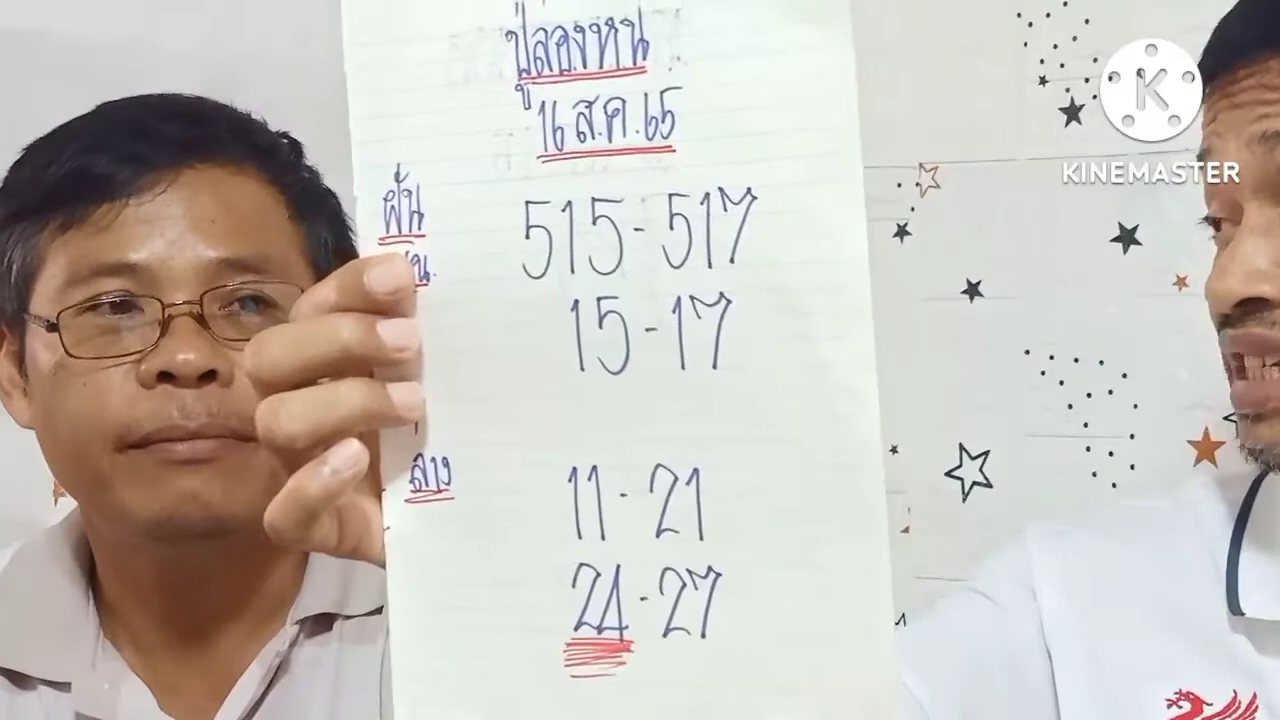 ปู่ล่องหน
16 ส.ค.65
ฝั่น
515-517
น.
15-17
ลาง
11-21
24-27
K
KINEMASTER